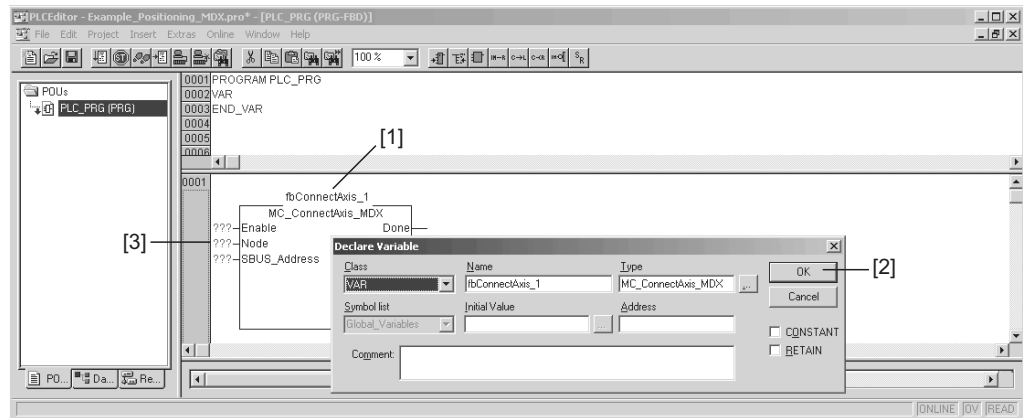 PLCEditor - Example_Positioning_MDX.pro* - [PLC_PRG (PRG-FBD)]
File Edit Project Insert Extras Online Window Help
100 %
POUs
PLC_PRG (PRG)
0001 PROGRAM PLC_PRG
0002 VAR
0003 END_VAR
0004
0005
0006
[1]
0001
fbConnectAxis_1
MC_ConnectAxis_MDX
???-Enable Done
???-Node
???-SBUS_Address
[3]
Declare Variable
Class Name Type
VAR fbConnectAxis_1 MC_ConnectAxis_MDX ...
OK
[2]
Cancel
Symbol list Initial Value Address
Global_Variables ...
CONSTANT
RETAIN
Comment:
PO... Da... Re...
ONLINE OV READ